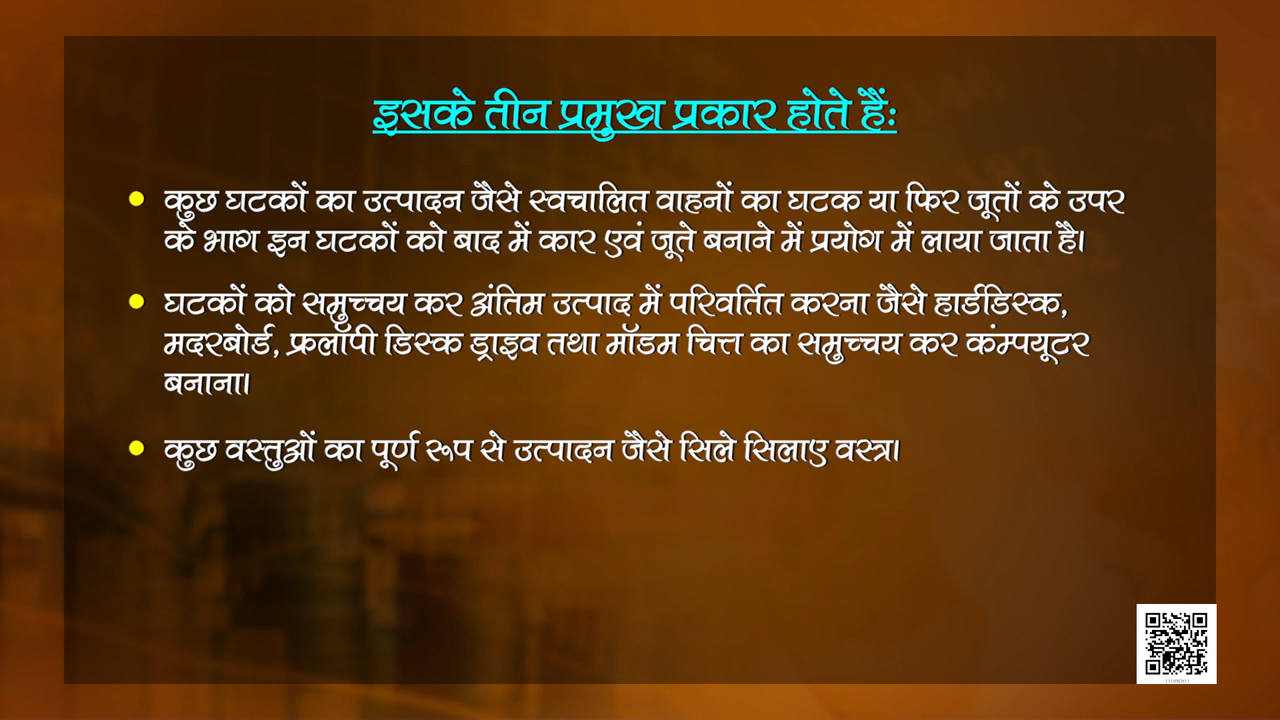 इसके तीन प्रमुख प्रकार होते हैं:
• कुछ घटकों का उत्पादन जैसे स्वचालित वाहनों का घटक या फिर जूतों के उपर
के भाग इन घटकों को बाद में कार एवं जूते बनाने में प्रयोग में लाया जाता है।
• घटकों को समुच्चय कर अंतिम उत्पाद में परिवर्तित करना जैसे हार्डडिस्क,
मदरबोर्ड, फ्रलॉपी डिस्क ड्राइव तथा मॉडम चित्त का समुच्चय कर कंम्पयूटर
बनाना।
• कुछ वस्तुओं का पूर्ण रूप से उत्पादन जैसे सिले सिलाए वस्त्र।